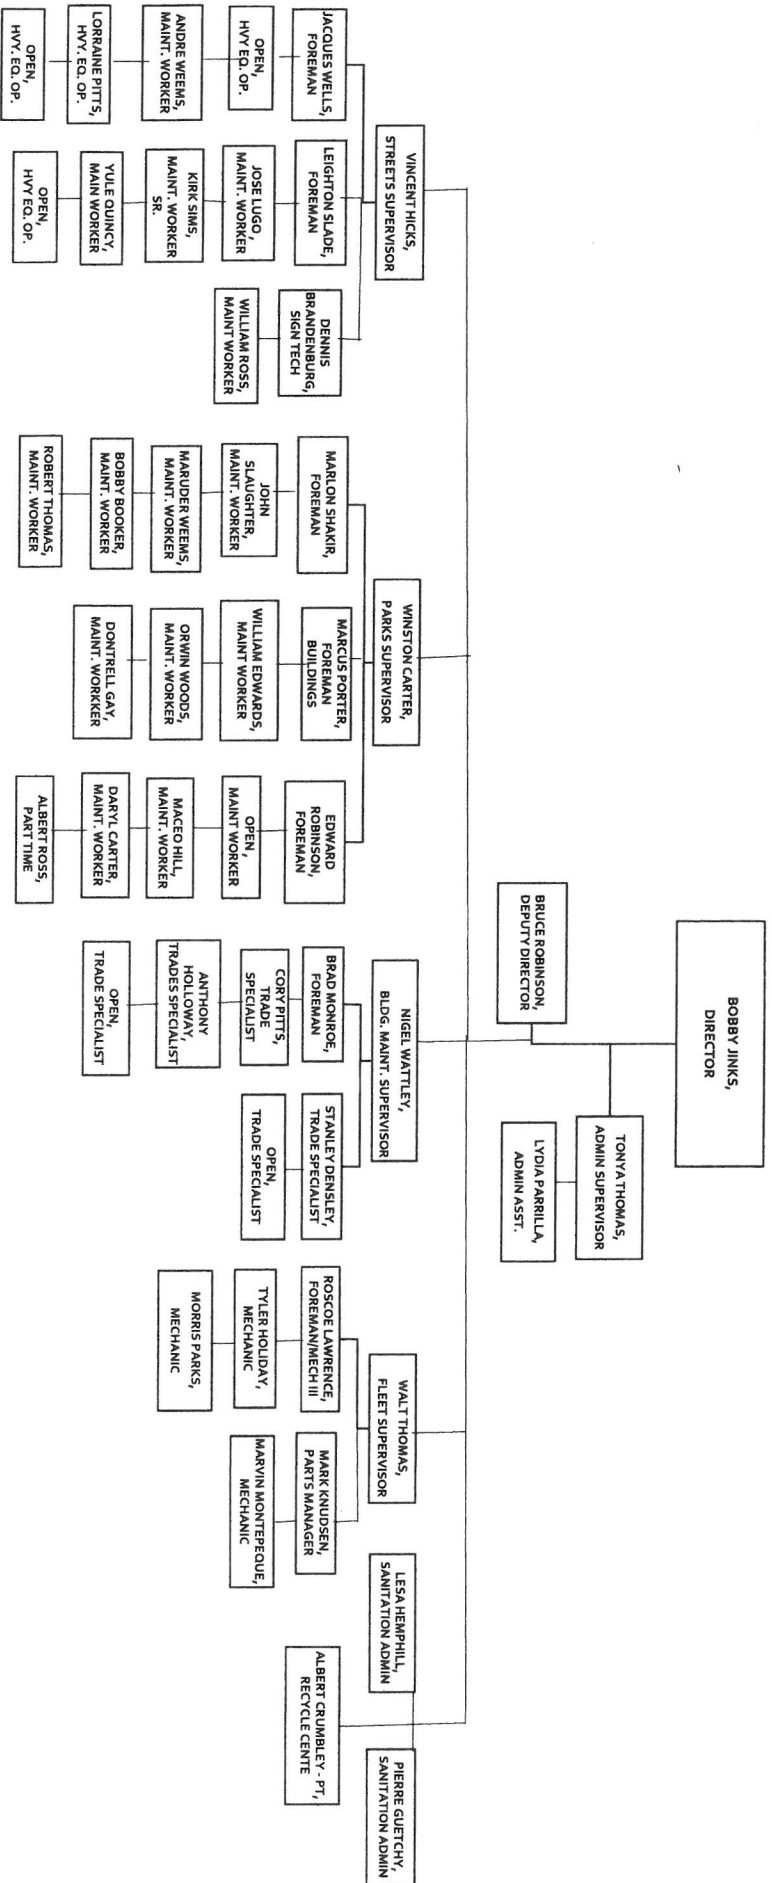 BOBBY JINKS,
DIRECTOR
BRUCE ROBINSON,
DEPUTY DIRECTOR
TONYA THOMAS,
ADMIN SUPERVISOR
LYDIA PARRILLA,
ADMIN ASST.
VINCENT HICKS,
STREETS SUPERVISOR
JACQUES WELLS,
FOREMAN
OPEN,
HVY EQ. OP.
ANDRE WEEMS,
MAINT. WORKER
LORRAINE PITTS,
HVY. EQ. OP.
OPEN,
HVY. EQ. OP.
LEIGHTON SLADE,
FOREMAN
JOSE LUGO,
MAINT. WORKER
KIRK SIMS,
MAINT. WORKER
SR.
YULE QUINCY,
MAIN WORKER
OPEN,
HVY EQ. OP.
DENNIS
BRANDENBURG,
SIGN TECH
WILLIAM ROSS,
MAINT WORKER
WINSTON CARTER,
PARKS SUPERVISOR
MARLON SHAKIR,
FOREMAN
JOHN
SLAUGHTER,
MAINT. WORKER
MARUDER WEEMS,
MAINT. WORKER
BOBBY BOOKER,
MAINT. WORKER
ROBERT THOMAS,
MAINT. WORKER
MARCUS PORTER,
FOREMAN
BUILDINGS
WILLIAM EDWARDS,
MAINT WORKER
ORWIN WOODS,
MAINT. WORKER
DONTRELL GAY,
MAINT. WORKKER
EDWARD
ROBINSON,
FOREMAN
OPEN,
MAINT WORKER
MACEO HILL,
MAINT. WORKER
DARYL CARTER,
MAINT. WORKER
ALBERT ROSS,
PART TIME
NIGEL WATTLEY,
BLDG. MAINT. SUPERVISOR
BRAD MONROE,
FOREMAN
CORY PITTS,
TRADE
SPECIALIST
ANTHONY
HOLLOWAY,
TRADES SPECIALIST
OPEN,
TRADE SPECIALIST
STANLEY DENSLEY,
TRADE SPECIALIST
OPEN,
TRADE SPECIALIST
WALT THOMAS,
FLEET SUPERVISOR
ROSCOE LAWRENCE,
FOREMAN/MECH III
TYLER HOLIDAY,
MECHANIC
MORRIS PARKS,
MECHANIC
MARK KNUDSEN,
PARTS MANAGER
MARVIN MONTEPEQUE,
MECHANIC
LESA HEMPHILL,
SANITATION ADMIN
PIERRE GUETCHY,
SANITATION ADMIN
ALBERT CRUMBLEY - PT,
RECYCLE CENTE